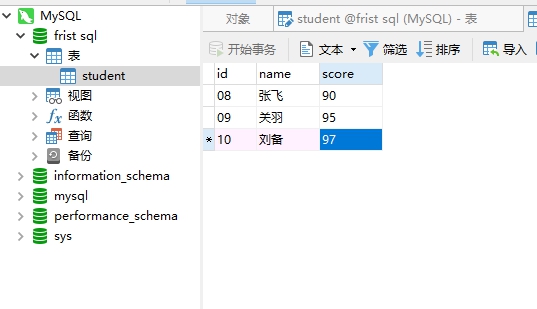 MySQL
frist sql
表
student
视图
函数
查询
备份
information_schema
mysql
performance_schema
sys
对象
student @frist sql (MySQL) - 表
开始事务
文本
筛选
排序
导入
id name score
08 张飞 90
09 关羽 95
* 10 刘备 97